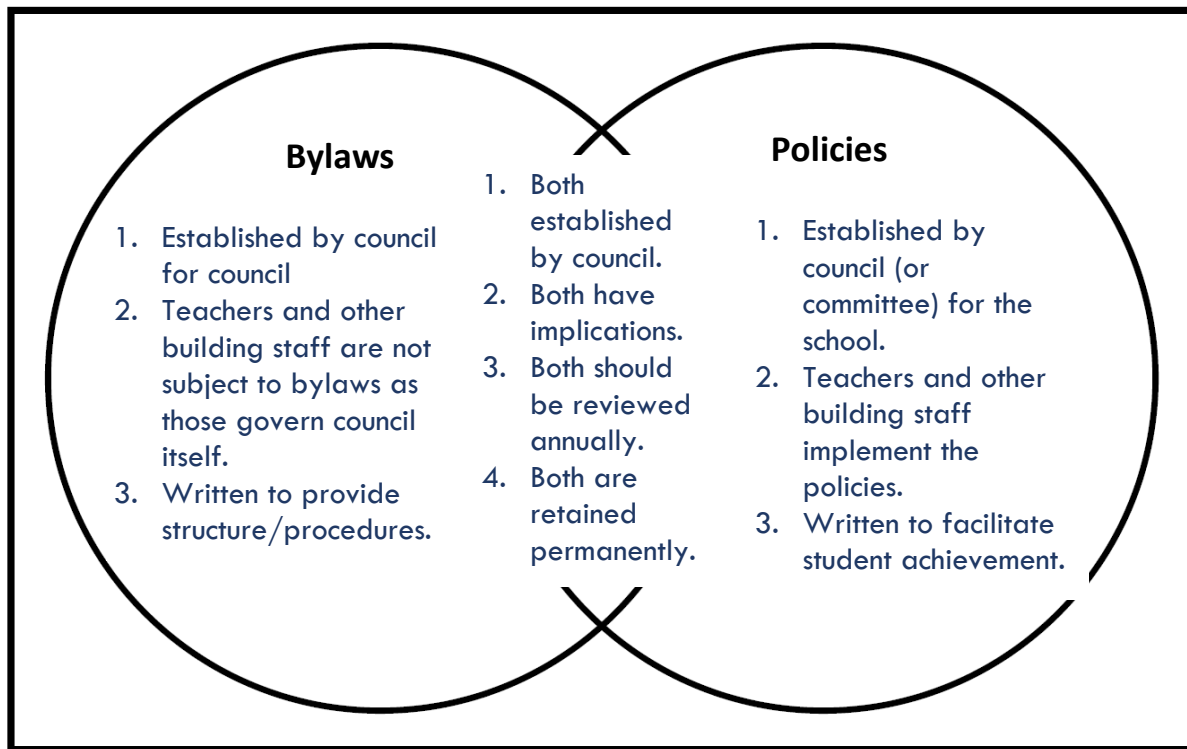 Bylaws
1. Established by council
for council
2. Teachers and other
building staff are not
subject to bylaws as
those govern council
itself.
3. Written to provide
structure/procedures.
1. Both
established
by council.
2. Both have
implications.
3. Both should
be reviewed
annually.
4. Both are
retained
permanently.
Policies
1. Established by
council (or
committee) for the
school.
2. Teachers and other
building staff
implement the
policies.
3. Written to facilitate
student achievement.